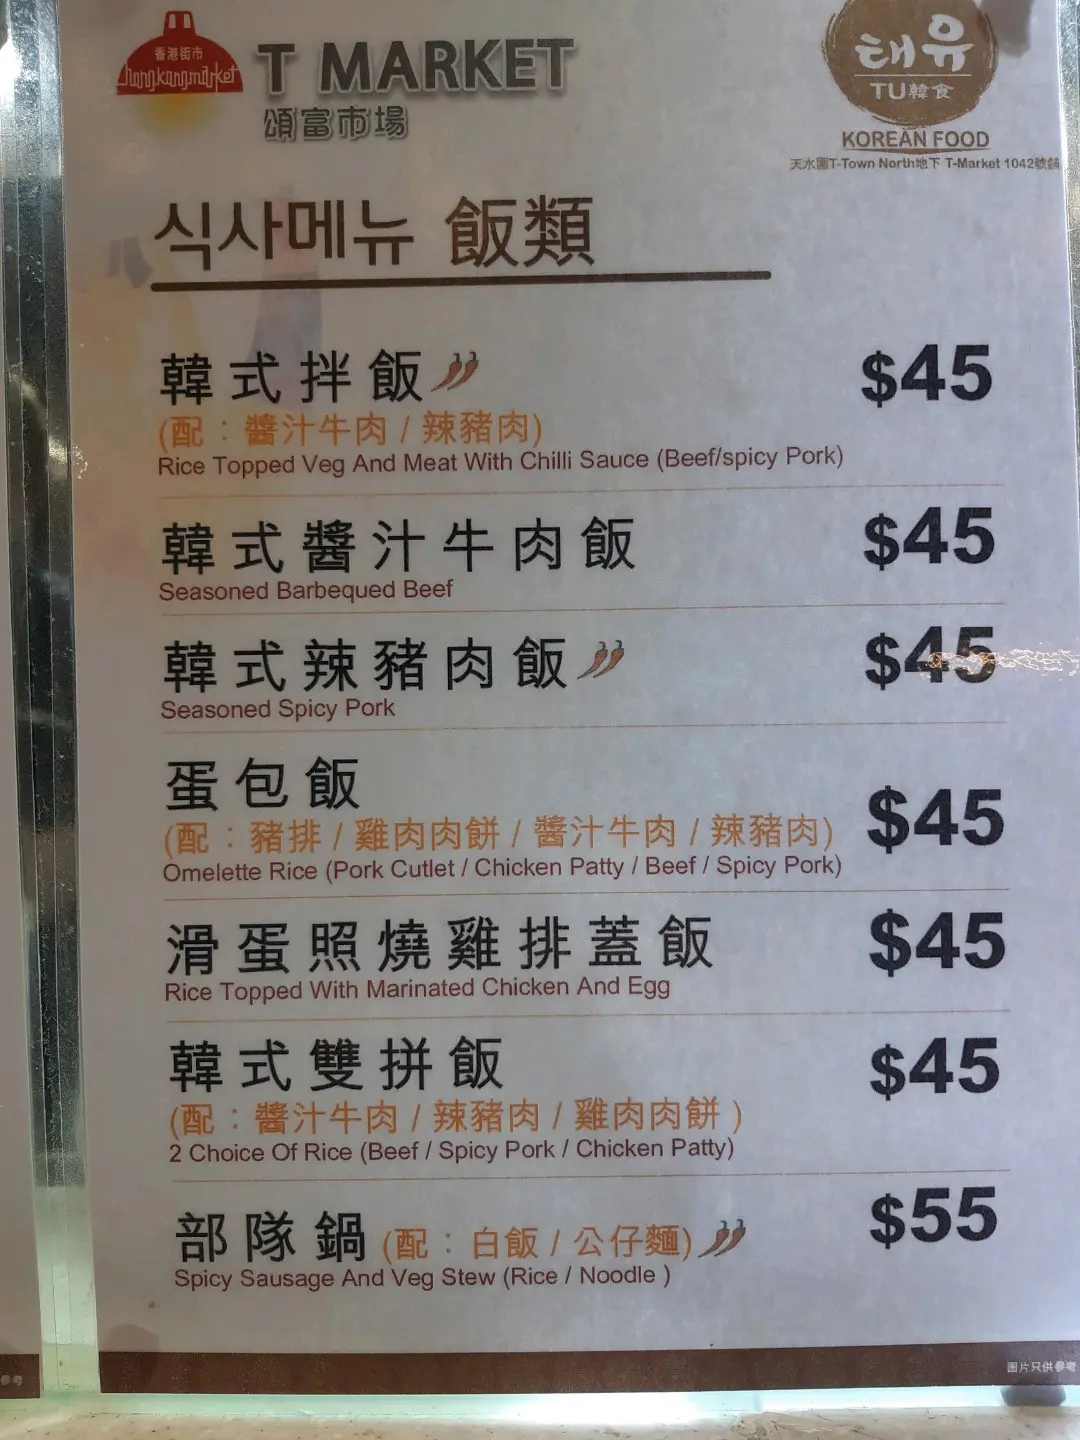 香港街市
hongkongmarket
T MARKET
頌富市場
태유
TU韓食
KOREAN FOOD
天水圍T-Town North地下 T-Market 1042號舖
식사메뉴 飯類
韓式拌飯
$45
(配：醬汁牛肉 / 辣豬肉)
Rice Topped Veg And Meat With Chilli Sauce (Beef/spicy Pork)
韓式醬汁牛肉飯
$45
Seasoned Barbequed Beef
韓式辣豬肉飯
$45
Seasoned Spicy Pork
蛋包飯
$45
(配：豬排 / 雞肉肉餅 / 醬汁牛肉 / 辣豬肉)
Omelette Rice (Pork Cutlet / Chicken Patty / Beef / Spicy Pork)
滑蛋照燒雞排蓋飯
$45
Rice Topped With Marinated Chicken And Egg
韓式雙拼飯
$45
(配：醬汁牛肉 / 辣豬肉 / 雞肉肉餅 )
2 Choice Of Rice (Beef / Spicy Pork / Chicken Patty)
部隊鍋 (配：白飯 / 公仔麵)
$55
Spicy Sausage And Veg Stew (Rice / Noodle )
圖片只供參考
參考